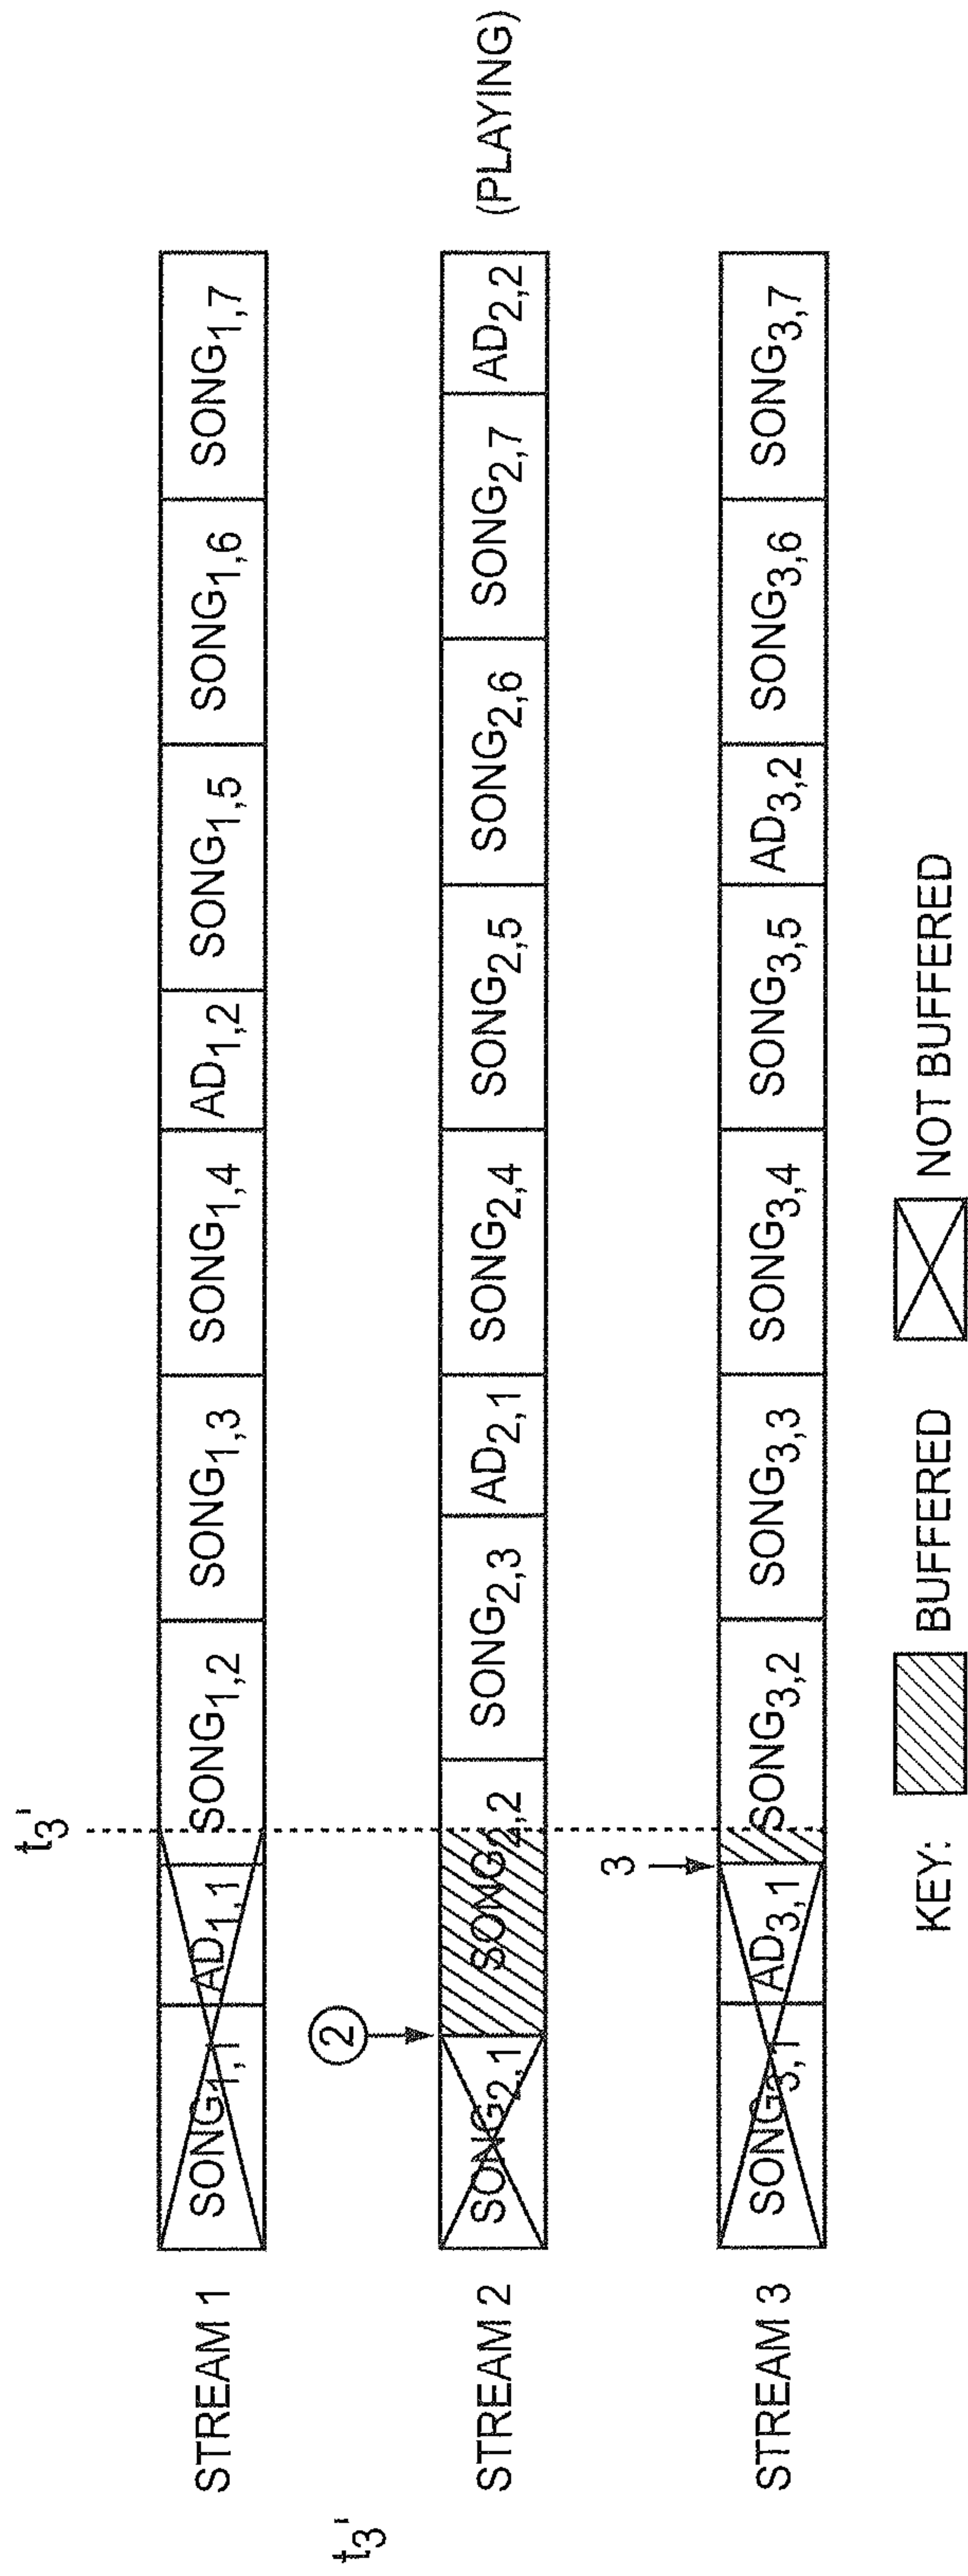 t3'
t3'
STREAM 1 SONG1,1 AD1,1 SONG1,2 SONG1,3 SONG1,4 AD1,2 SONG1,5 SONG1,6 SONG1,7
2
STREAM 2 SONG2,1 SONG2,2 SONG2,3 AD2,1 SONG2,4 SONG2,5 SONG2,6 SONG2,7 AD2,2 (PLAYING)
3
STREAM 3 SONG3,1 AD3,1 SONG3,2 SONG3,3 SONG3,4 SONG3,5 AD3,2 SONG3,6 SONG3,7
KEY: BUFFERED NOT BUFFERED